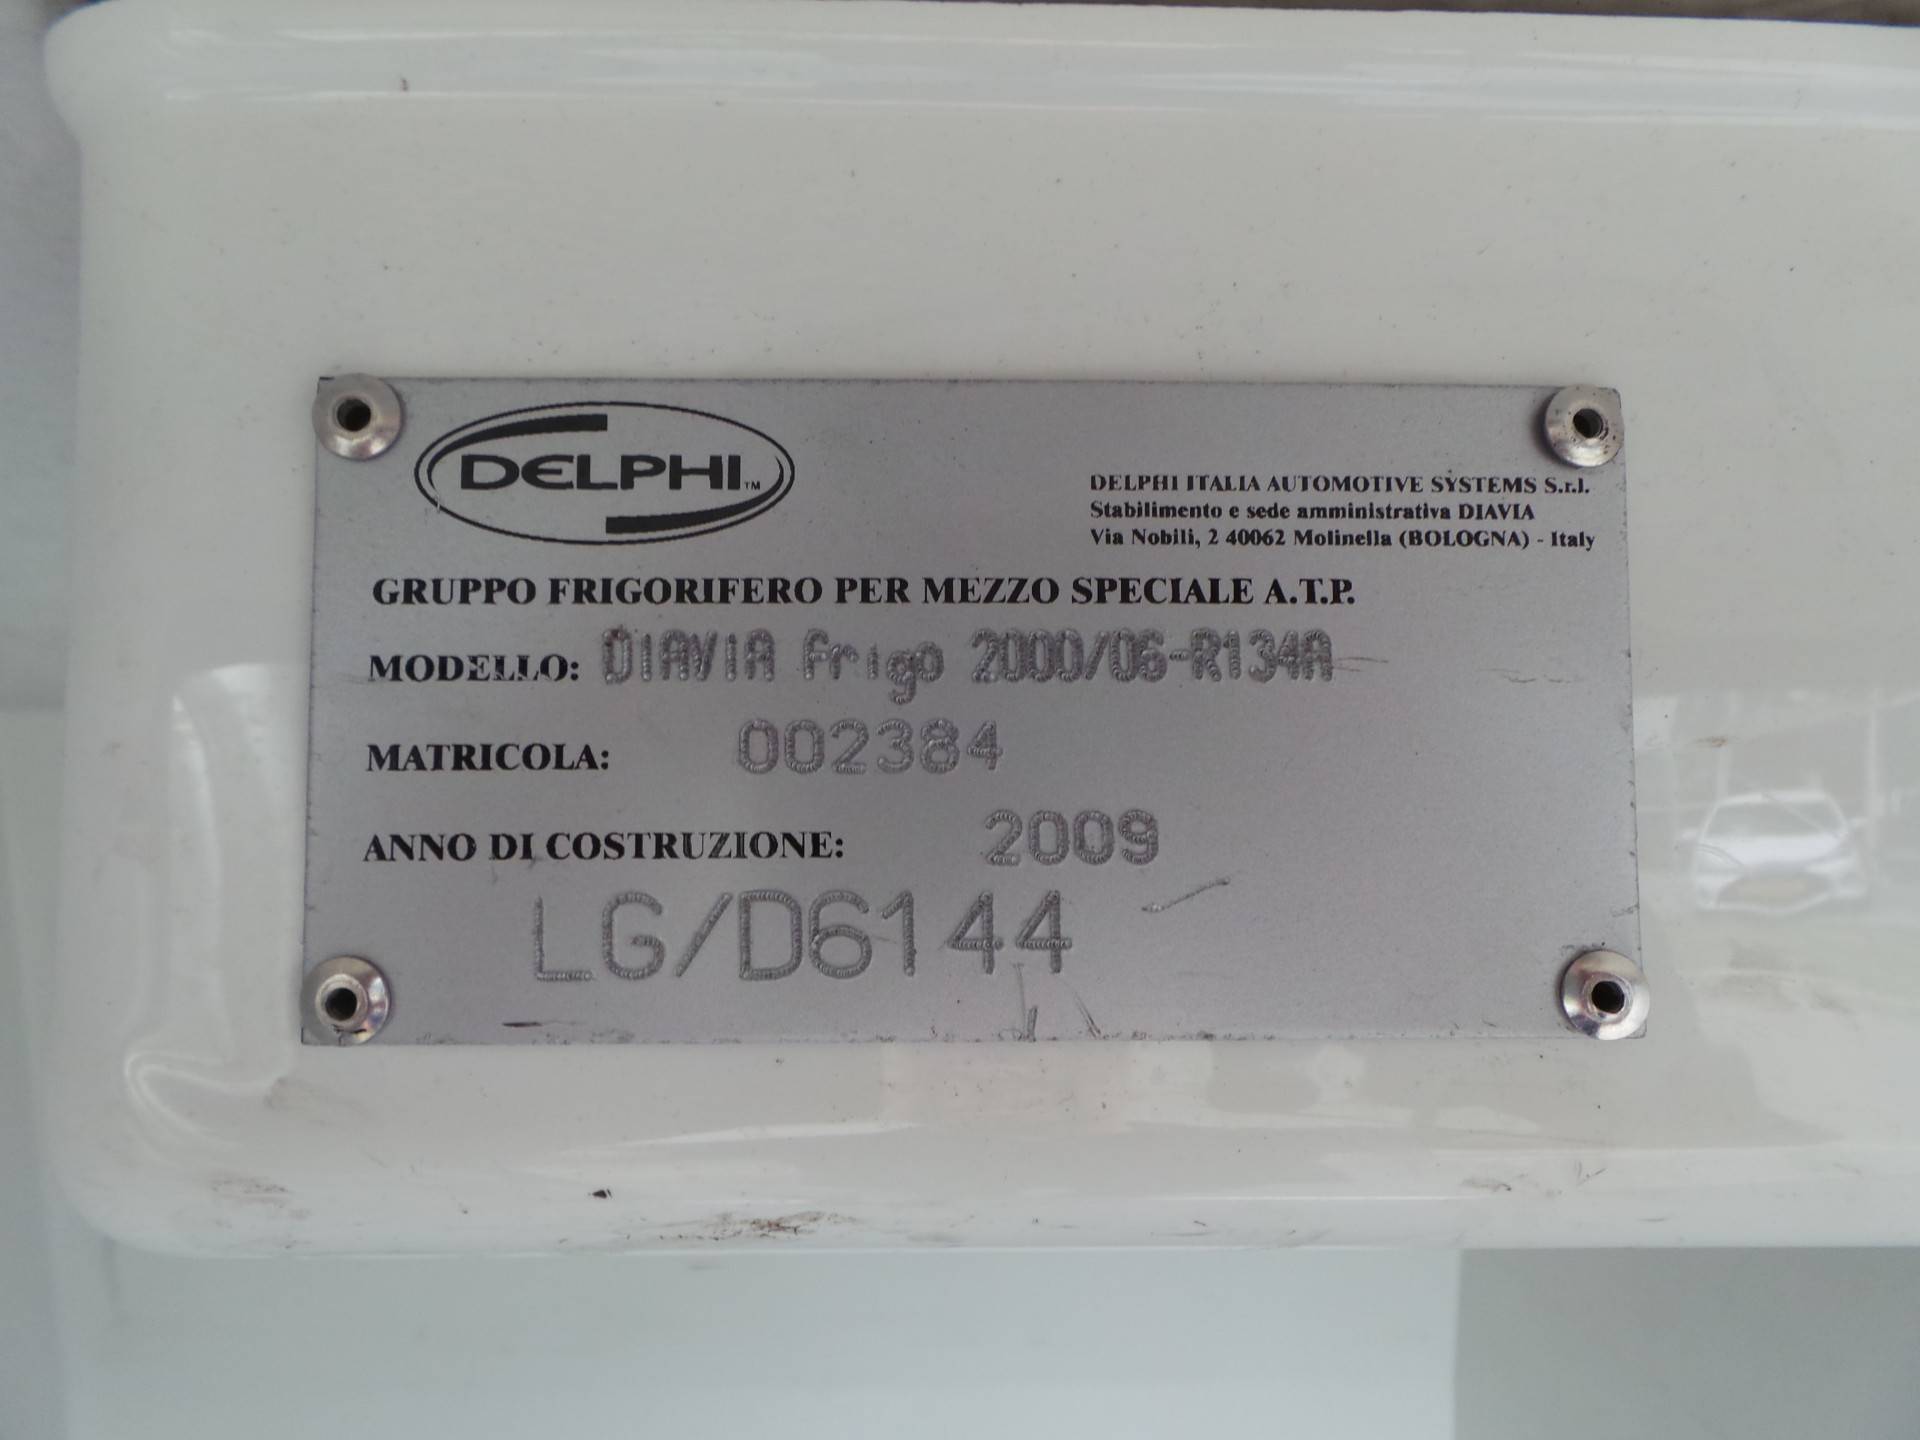 DELPHI™
DELPHI ITALIA AUTOMOTIVE SYSTEMS S.r.l.
Stabilimento e sede amministrativa DIAVIA
Via Nobili, 2 40062 Molinella (BOLOGNA) - Italy
GRUPPO FRIGORIFERO PER MEZZO SPECIALE A.T.P.
MODELLO: DIAVIA Frigo 2000/06-R134A
MATRICOLA: 002384
ANNO DI COSTRUZIONE: 2009
LG/D6144